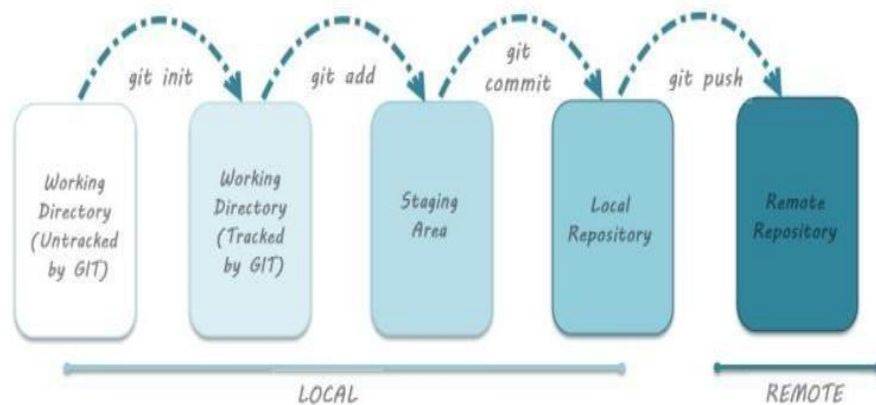 git init
git add
git
commit
git push
Working
Directory
(Untracked
by GIT)
Working
Directory
(Tracked
by GIT)
Staging
Area
Local
Repository
Remote
Repository
LOCAL
REMOTE